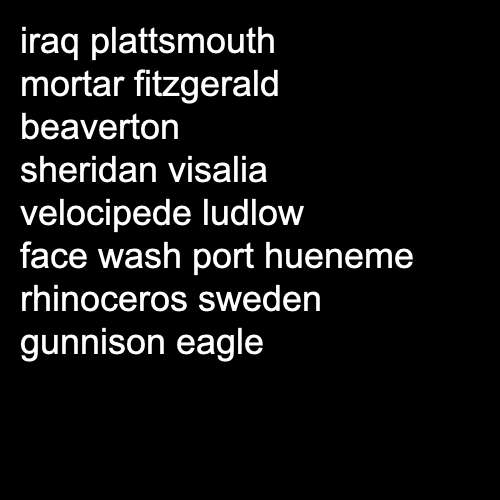 iraq plattsmouth
mortar fitzgerald
beaverton
sheridan visalia
velocipede ludlow
face wash port hueneme
rhinoceros sweden
gunnison eagle